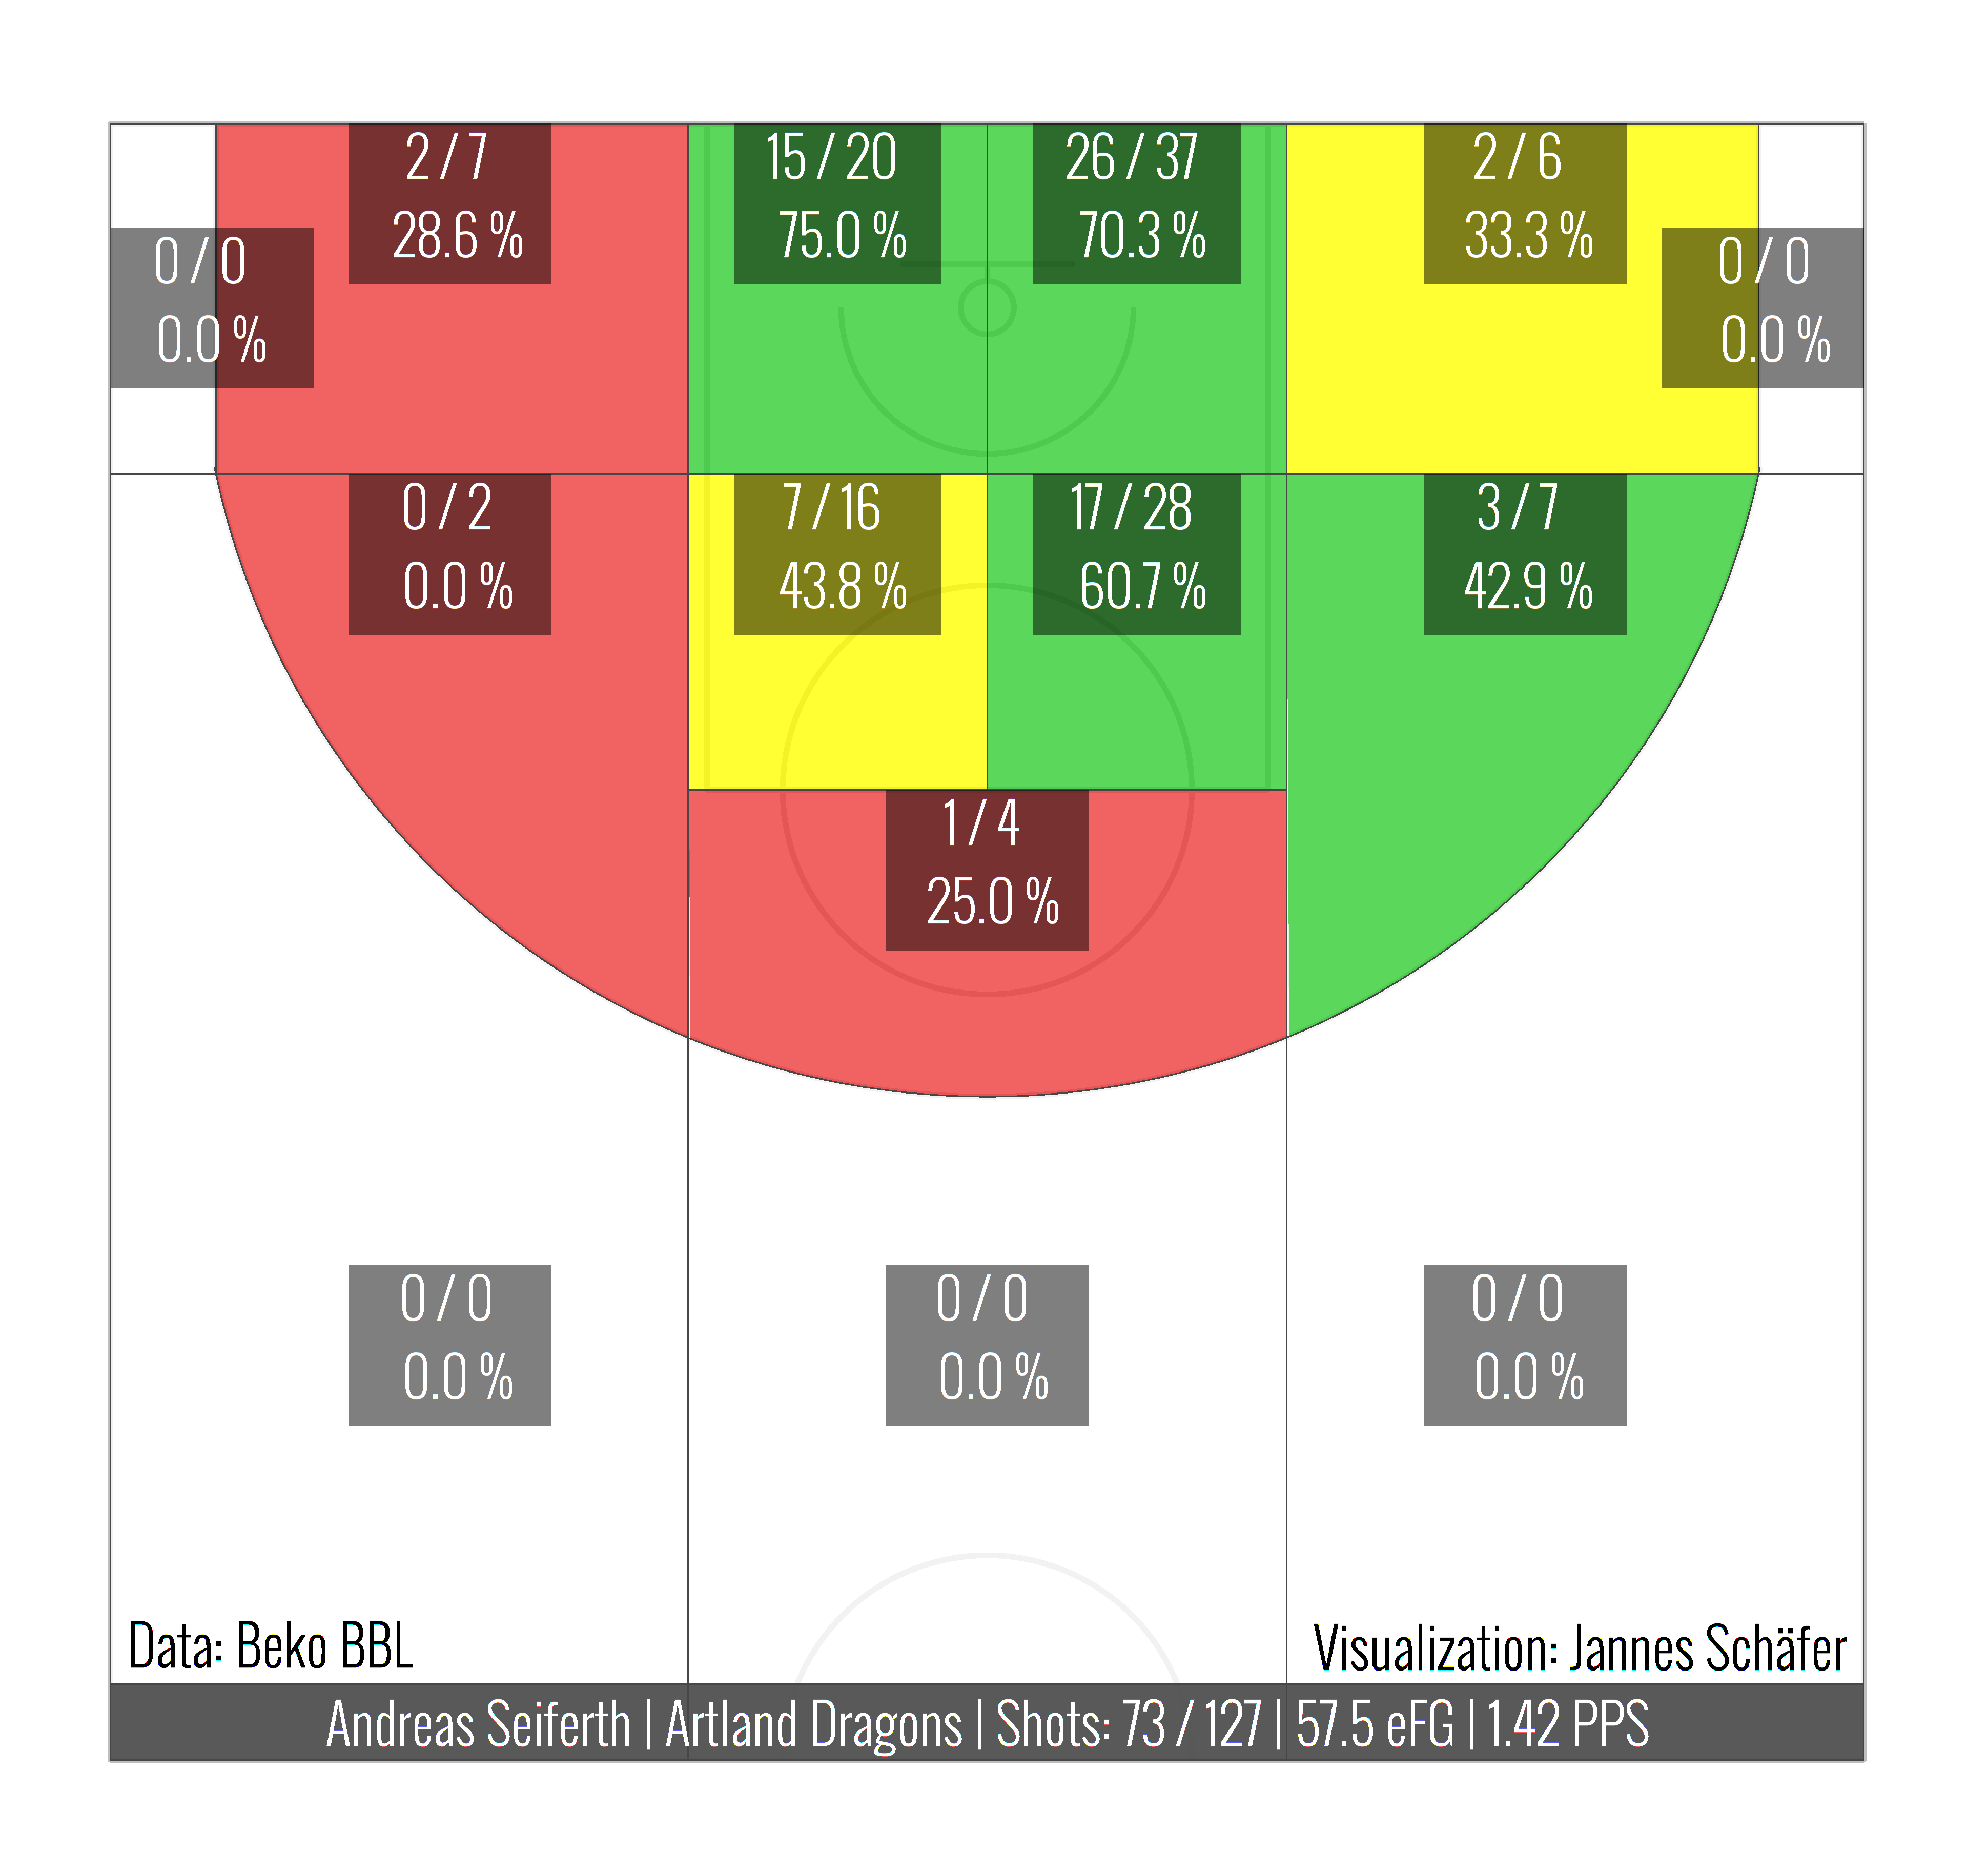 2 / 7
28.6 %
15 / 20
75.0 %
26 / 37
70.3 %
2 / 6
33.3 %
0 / 0
0.0 %
0 / 0
0.0 %
0 / 2
0.0 %
7 / 16
43.8 %
17 / 28
60.7 %
3 / 7
42.9 %
1 / 4
25.0 %
0 / 0
0.0 %
0 / 0
0.0 %
0 / 0
0.0 %
Data: Beko BBL
Visualization: Jannes Schäfer
Andreas Seiferth | Artland Dragons | Shots: 73 / 127 | 57.5 eFG | 1.42 PPS